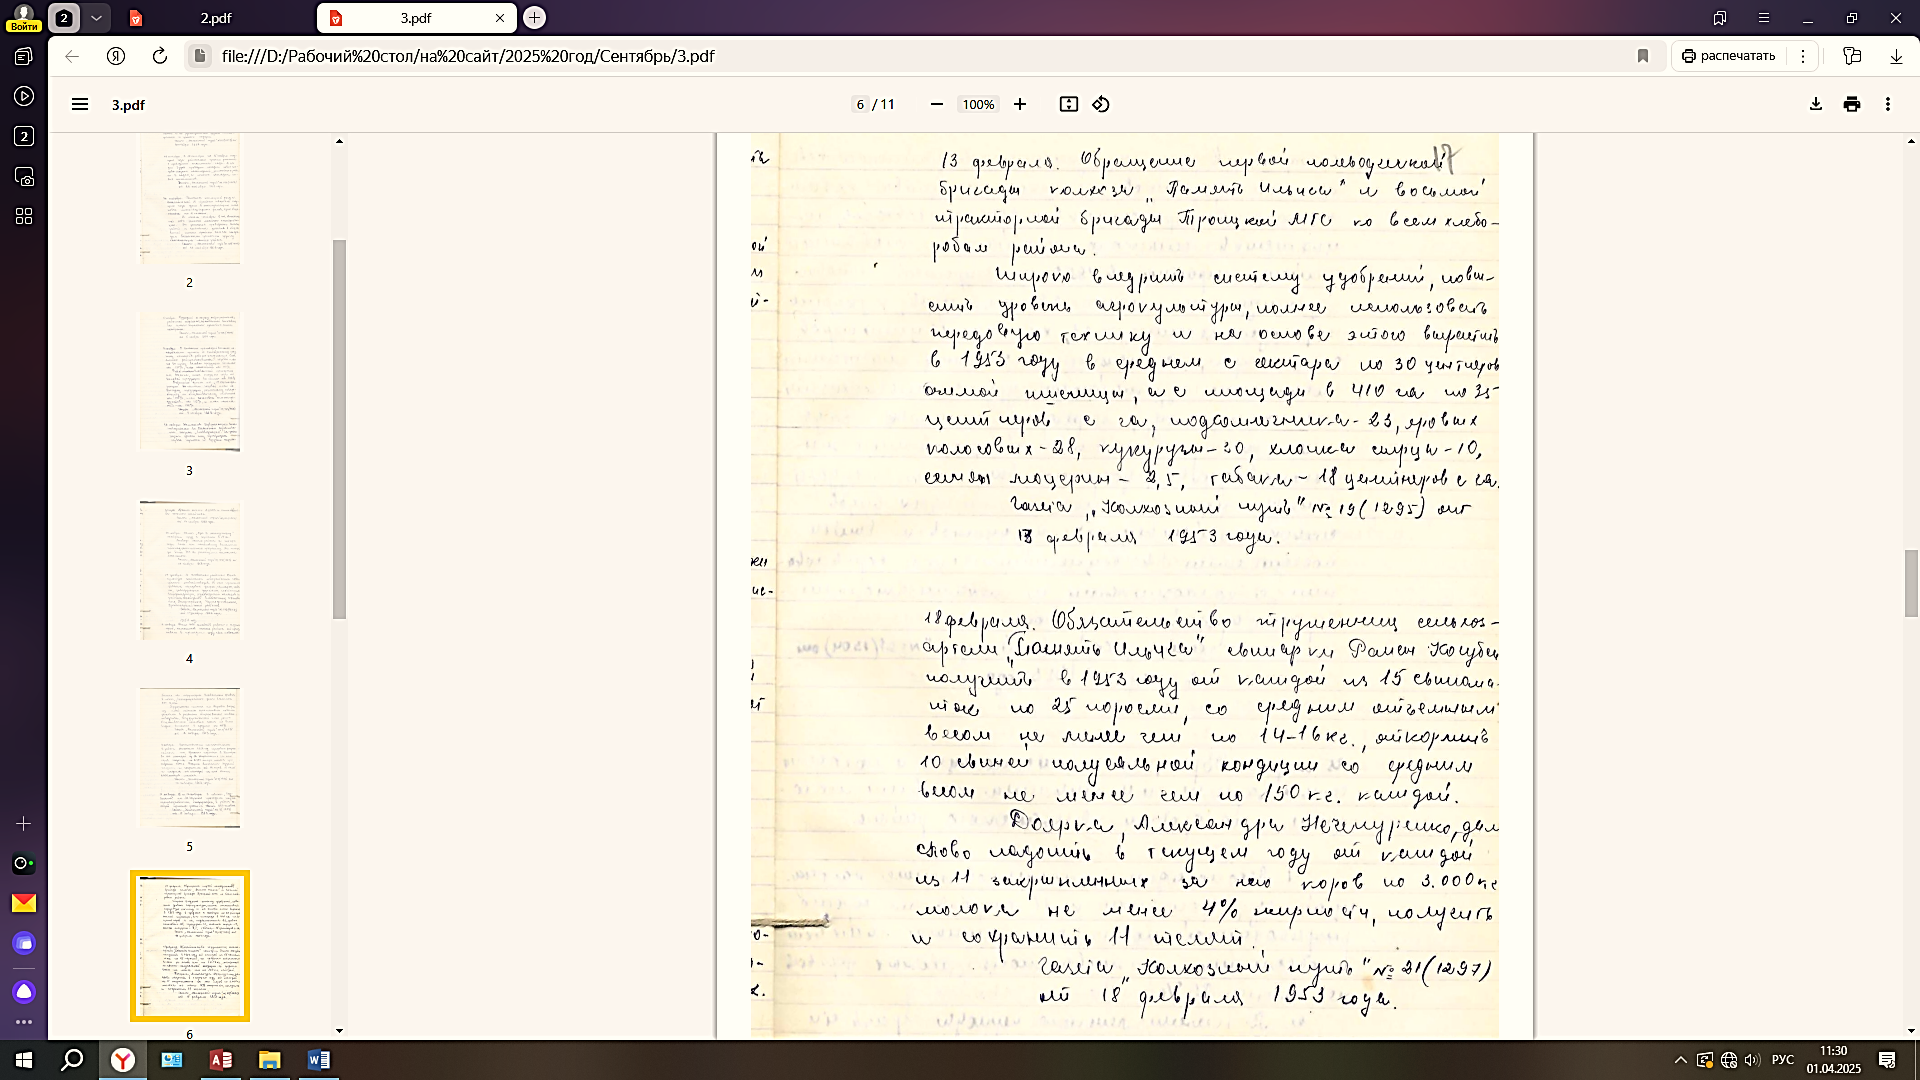 Войти
2
2.pdf
3.pdf
file:///D:/Рабочий%20стол/на%20сайт/2025%20год/Сентябрь/3.pdf
распечатать
3.pdf
6 / 11
100%
2
3
4
5
6
17
13 февраля. Обращение первой полеводческой
бригады колхоза „Память Ильича" и восьмой
тракторной бригады Троицкой МТС ко всем хлебо-
робам района.
Широко внедрить систему удобрений, повы-
сить уровень агрокультуры, полнее использовать
передовую технику и на основе этого вырастить
в 1953 году в среднем с гектара по 30 центнеров
озимой пшеницы, а с площади в 410 га по 35
центнеров с га, подсолнечника - 23, яровых
колосовых - 28, кукурузы - 30, хлопка сырца - 10,
семян люцерны - 2,5, табака - 18 центнеров с га.
Газета „Колхозный путь" № 19 (1295) от
13 февраля 1953 года.
18 февраля. Обязательство тружениц сельхоз-
артели „Память Ильича" свинарки Раман Косубен
получить в 1953 году от каждой из 15 свинома-
ток по 25 поросят, со средним отъемным
весом не менее чем по 14-16 кг., откормить
10 свиней полусальной кондиции со средним
весом не менее чем по 150 кг. каждой.
Доярка, Александра Нечепуренко, дала
слово надоить в текущем году от каждой
из 11 закрепленных за нею коров по 3.000 кг
молока не менее 4% жирности, получить
и сохранить 11 телят.
Газета „Колхозный путь" № 21 (1297)
от 18 февраля 1953 года.
РУС
11:30
01.04.2025